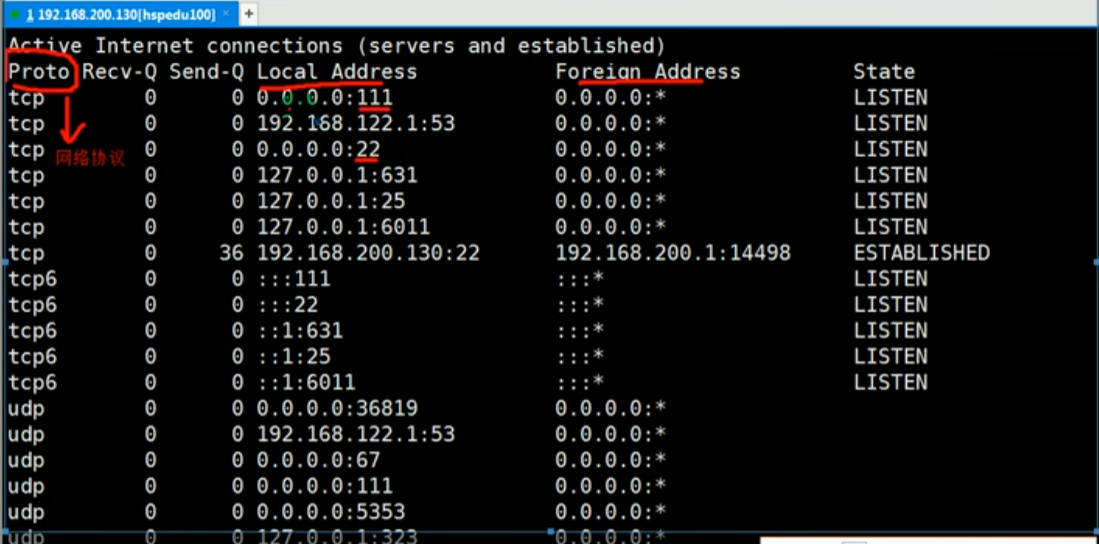 1 192.168.200.130[hspedu100] × +
Active Internet connections (servers and established)
Proto Recv-Q Send-Q Local Address Foreign Address State
tcp 0 0 0.0.0.0:111 0.0.0.0:* LISTEN
tcp 0 0 192.168.122.1:53 0.0.0.0:* LISTEN
tcp 0 0 0.0.0.0:22 0.0.0.0:* LISTEN
网络协议
tcp 0 0 127.0.0.1:631 0.0.0.0:* LISTEN
tcp 0 0 127.0.0.1:25 0.0.0.0:* LISTEN
tcp 0 0 127.0.0.1:6011 0.0.0.0:* LISTEN
tcp 0 36 192.168.200.130:22 192.168.200.1:14498 ESTABLISHED
tcp6 0 0 :::111 :::* LISTEN
tcp6 0 0 :::22 :::* LISTEN
tcp6 0 0 ::1:631 :::* LISTEN
tcp6 0 0 ::1:25 :::* LISTEN
tcp6 0 0 ::1:6011 :::* LISTEN
udp 0 0 0.0.0.0:36819 0.0.0.0:*
udp 0 0 192.168.122.1:53 0.0.0.0:*
udp 0 0 0.0.0.0:67 0.0.0.0:*
udp 0 0 0.0.0.0:111 0.0.0.0:*
udp 0 0 0.0.0.0:5353 0.0.0.0:*
udp 0 0 127.0.0.1:323 0.0.0.0:*